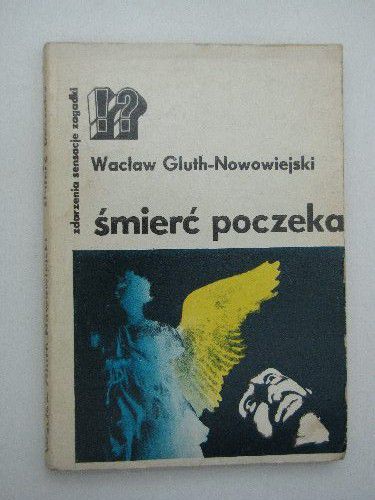 !?
zdarzenia sensacje zagadki
Wacław Gluth-Nowowiejski
śmierć poczeka